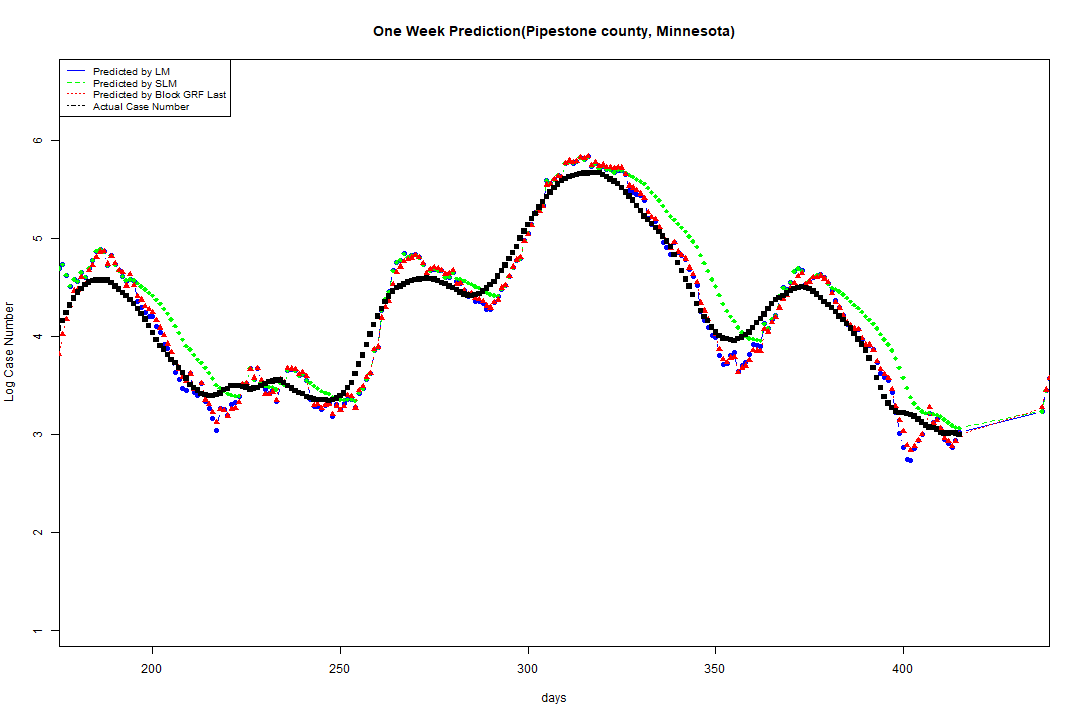 One Week Prediction(Pipestone county, Minnesota)
Predicted by LM
Predicted by SLM
Predicted by Block GRF Last
Actual Case Number
6
5
4
3
2
1
Log Case Number
200
250
300
350
400
days